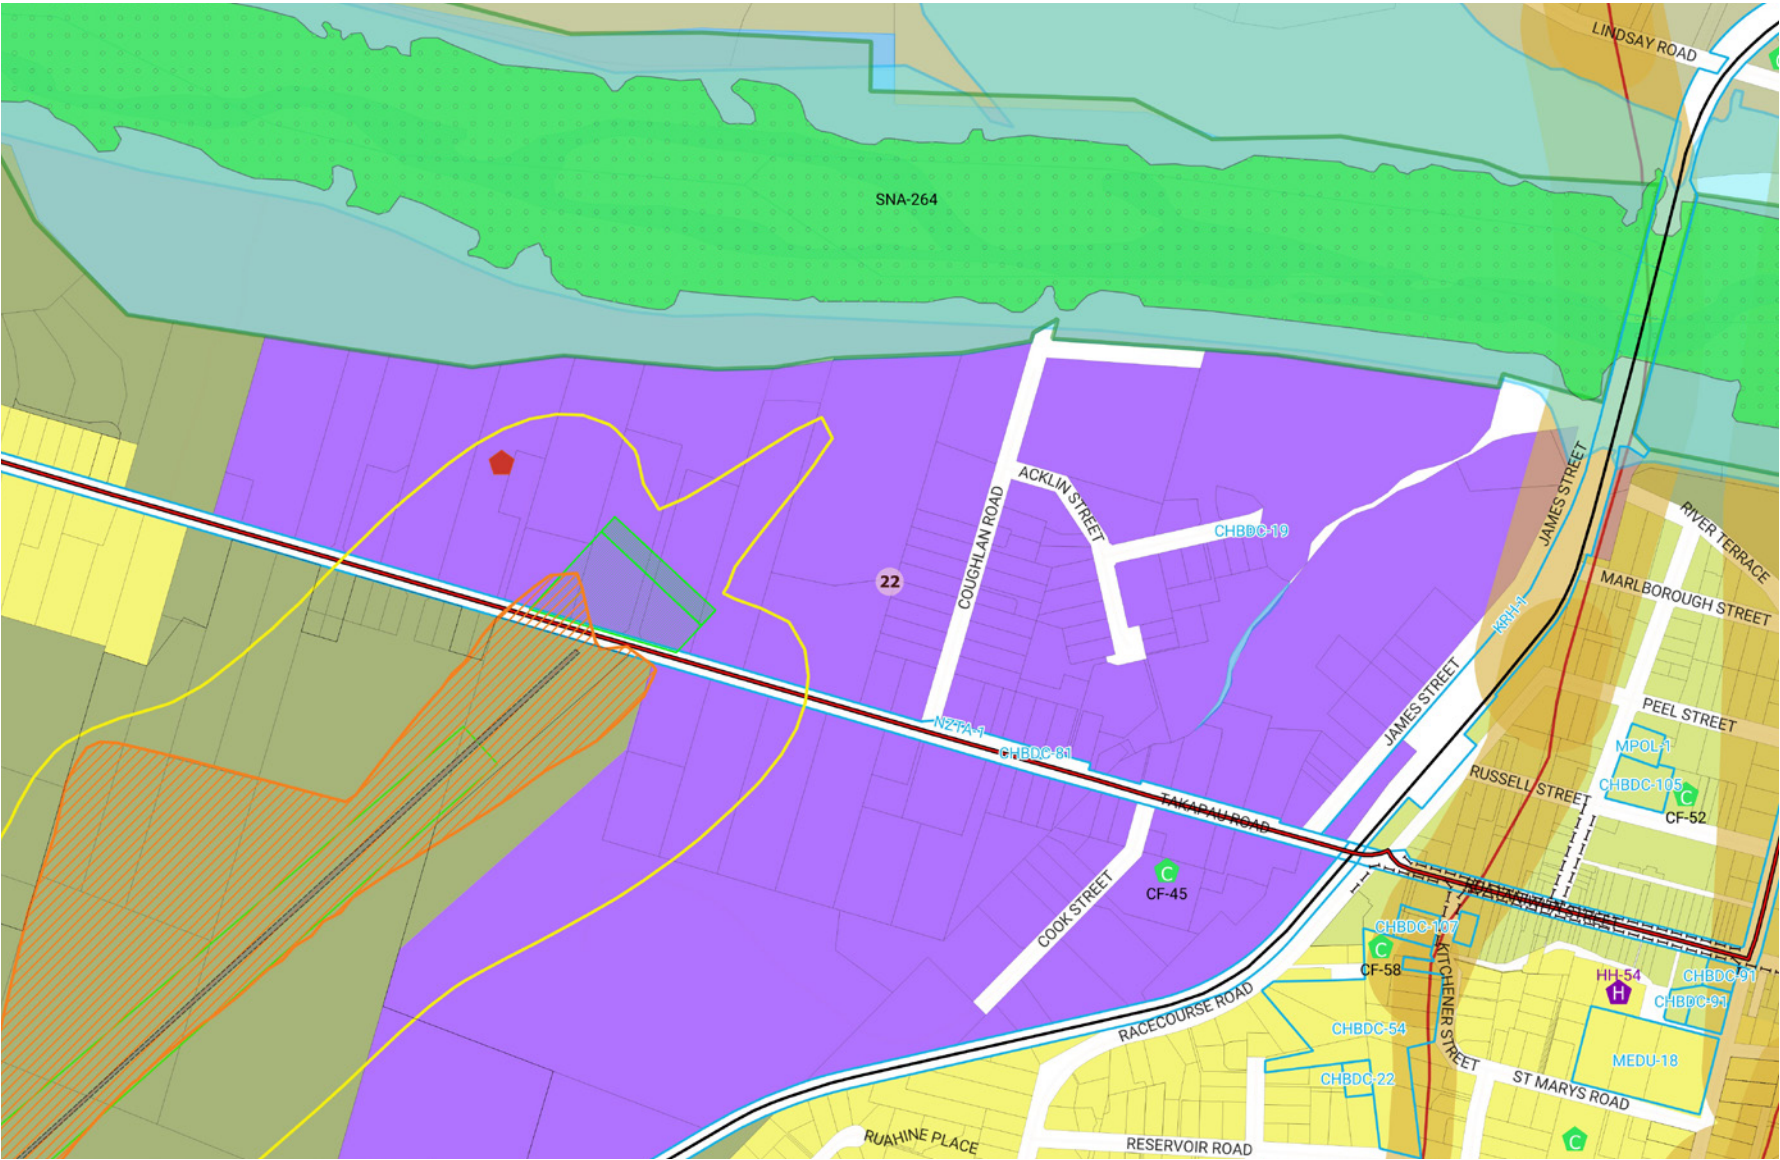 LINDSAY ROAD
SNA-264
JAMES STREET
ACKLIN STREET
COUGHLAN ROAD
CHBDC-19
RIVER TERRACE
MARLBOROUGH STREET
22
KRH-1
JAMES STREET
PEEL STREET
NZTA-1
CHBDC-81
MPOL-1
RUSSELL STREET
CHBDC-105
C
CF-52
TAKAPAU ROAD
C
CF-45
COOK STREET
CHBDC-107
C
CF-58
KITCHENER STREET
HH-54
H
CHBDC-91
CHBDC-91
RACECOURSE ROAD
CHBDC-54
MEDU-18
CHBDC-22
ST MARYS ROAD
RUAHINE PLACE
RESERVOIR ROAD
C